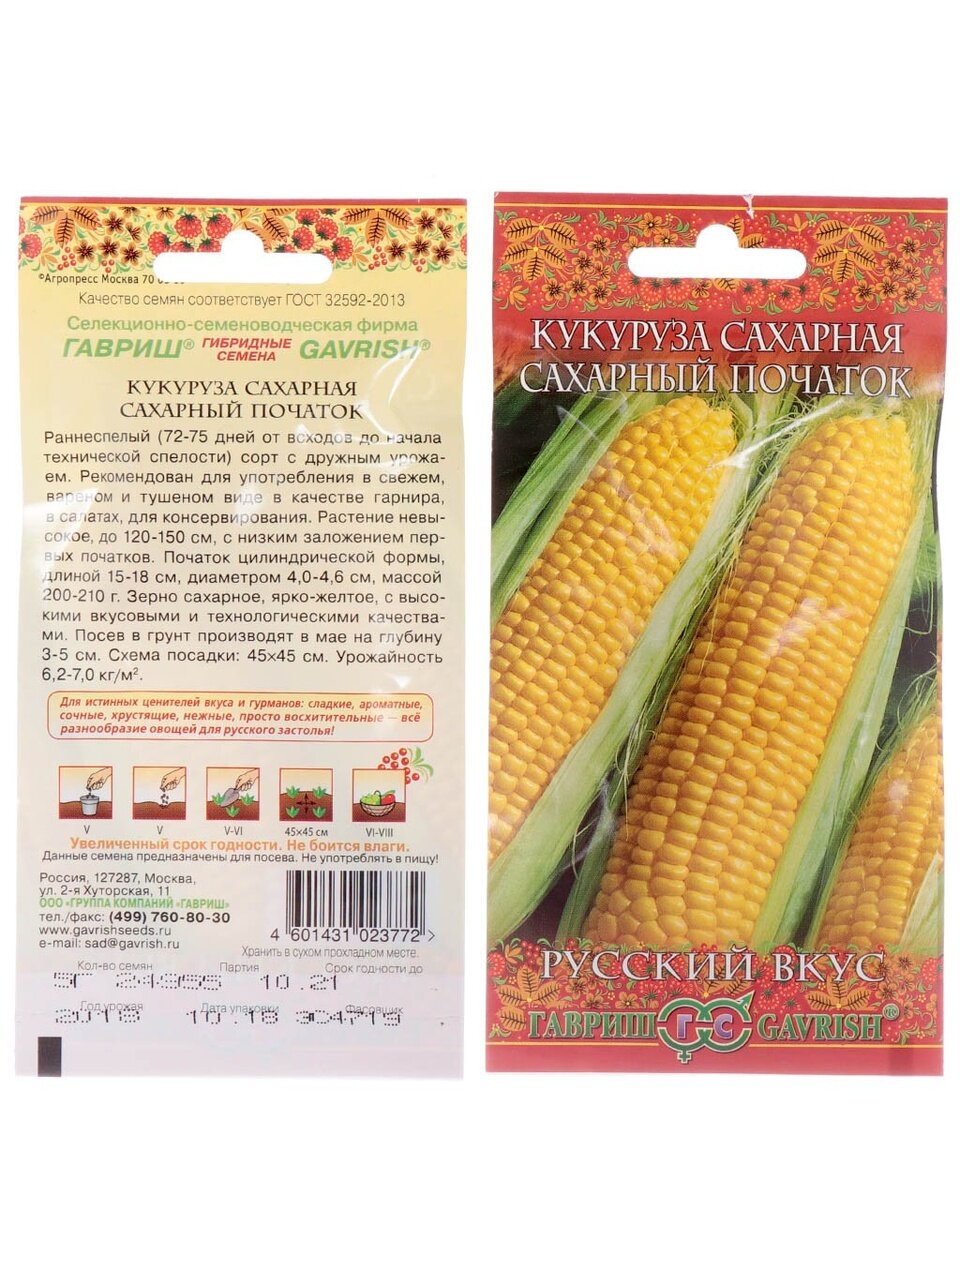 ©Агропресс Москва 70
Качество семян соответствует ГОСТ 32592-2013
Селекционно-семеноводческая фирма
ГАВРИШ® ГИБРИДНЫЕ СЕМЕНА GAVRISH®
КУКУРУЗА САХАРНАЯ
САХАРНЫЙ ПОЧАТОК
Раннеспелый (72-75 дней от всходов до начала
технической спелости) сорт с дружным урожа-
ем. Рекомендован для употребления в свежем,
вареном и тушеном виде в качестве гарнира,
в салатах, для консервирования. Растение невы-
сокое, до 120-150 см, с низким заложением пер-
вых початков. Початок цилиндрической формы,
длиной 15-18 см, диаметром 4,0-4,6 см, массой
200-210 г. Зерно сахарное, ярко-желтое, с высо-
кими вкусовыми и технологическими качества-
ми. Посев в грунт производят в мае на глубину
3-5 см. Схема посадки: 45×45 см. Урожайность
6,2-7,0 кг/м².
Для истинных ценителей вкуса и гурманов: сладкие, ароматные,
сочные, хрустящие, нежные, просто восхитительные — всё
разнообразие овощей для русского застолья!
V V V-VI 45×45 см VI-VIII
Увеличенный срок годности. Не боится влаги.
Данные семена предназначены для посева. Не употреблять в пищу!
Россия, 127287, Москва,
ул. 2-я Хуторская, 11
ООО «ГРУППА КОМПАНИЙ «ГАВРИШ»
тел./факс: (499) 760-80-30
www.gavrishseeds.ru
e-mail: sad@gavrish.ru
4 601431 023772 >
Хранить в сухом прохладном месте.
Кол-во семян Партия Срок годности до
5г 24955 10.21
Год урожая Дата упаковки Фасовщик
2018 10.18
КУКУРУЗА САХАРНАЯ
САХАРНЫЙ ПОЧАТОК
РУССКИЙ ВКУС
ГАВРИШ Г С GAVRISH®